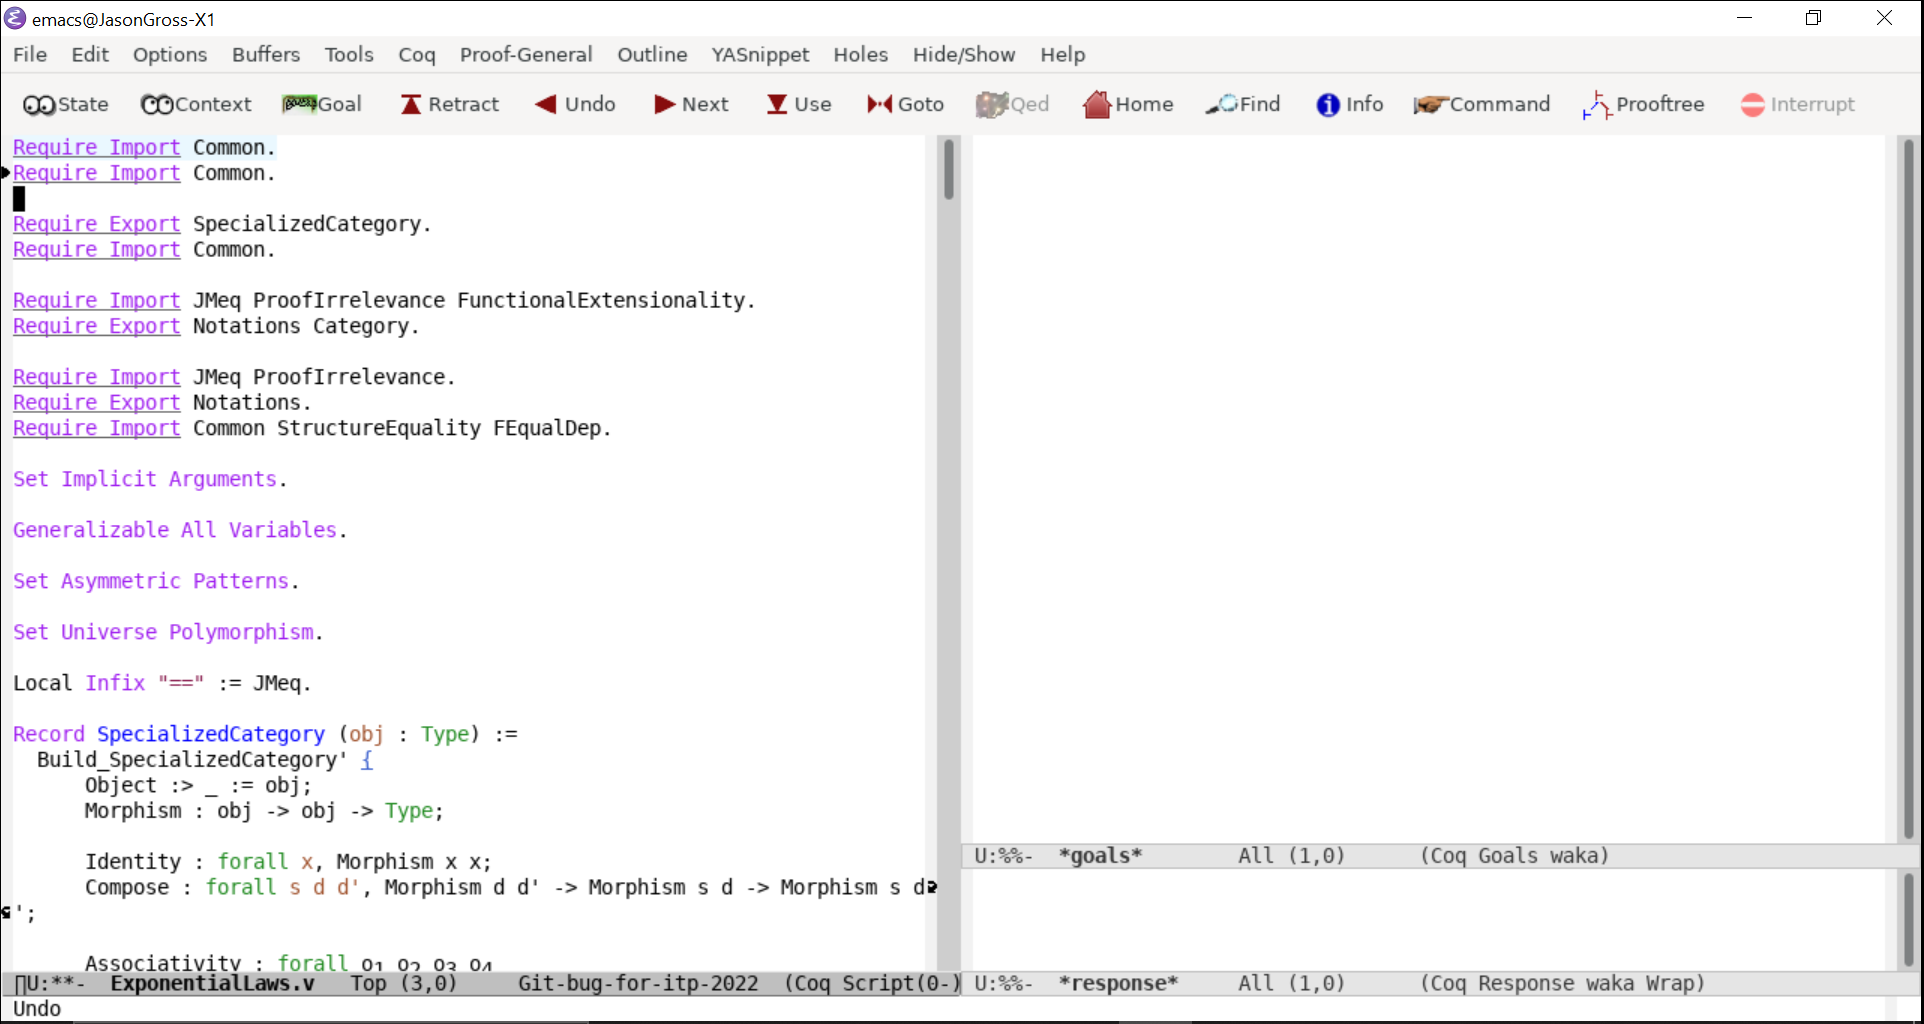 emacs@JasonGross-X1
File Edit Options Buffers Tools Coq Proof-General Outline YASnippet Holes Hide/Show Help
State Context Goal Retract Undo Next Use Goto Qed Home Find Info Command Prooftree Interrupt
Require Import Common.
Require Import Common.
Require Export SpecializedCategory.
Require Import Common.
Require Import JMeq ProofIrrelevance FunctionalExtensionality.
Require Export Notations Category.
Require Import JMeq ProofIrrelevance.
Require Export Notations.
Require Import Common StructureEquality FEqualDep.
Set Implicit Arguments.
Generalizable All Variables.
Set Asymmetric Patterns.
Set Universe Polymorphism.
Local Infix "==" := JMeq.
Record SpecializedCategory (obj : Type) :=
Build_SpecializedCategory' {
Object :> _ := obj;
Morphism : obj -> obj -> Type;
Identity : forall x, Morphism x x;
Compose : forall s d d', Morphism d d' -> Morphism s d -> Morphism s d
';
Associativity : forall o1 o2 o3 o4
U:**- ExponentialLaws.v Top (3,0) Git-bug-for-itp-2022 (Coq Script(0-)
Undo
U:%%- *goals* All (1,0) (Coq Goals waka)
U:%%- *response* All (1,0) (Coq Response waka Wrap)